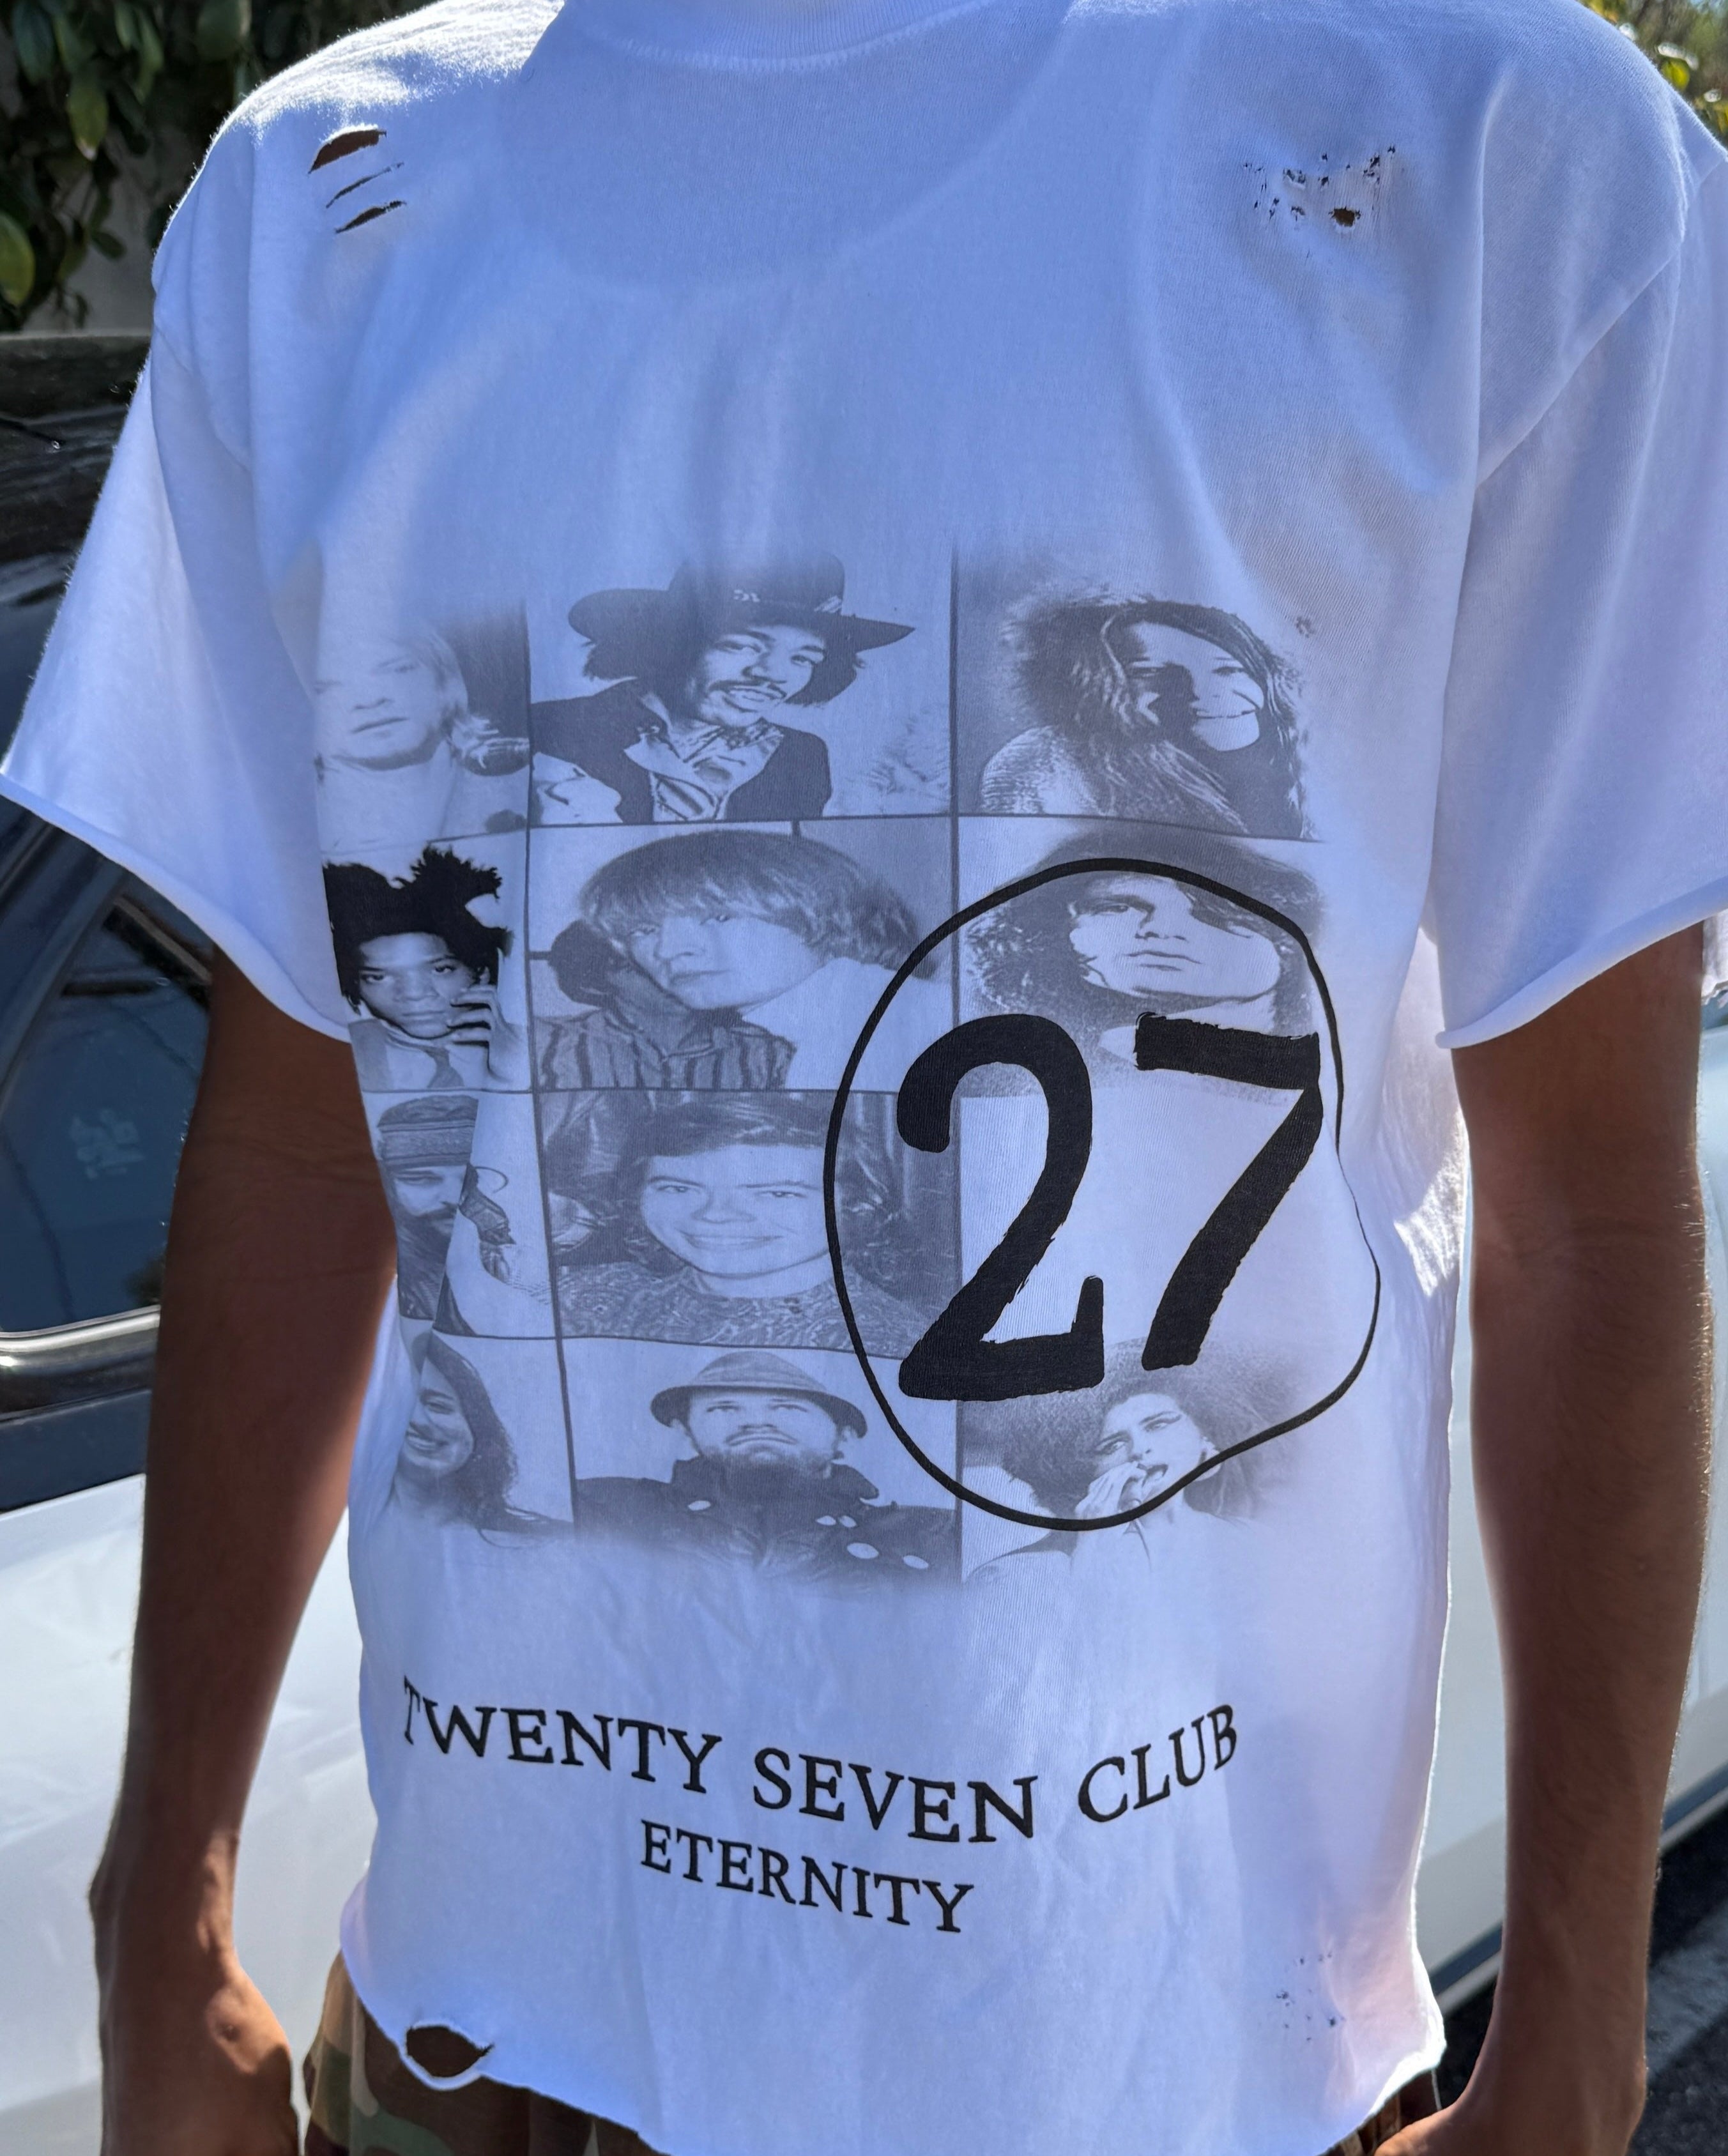 27
TWENTY SEVEN CLUB
ETERNITY